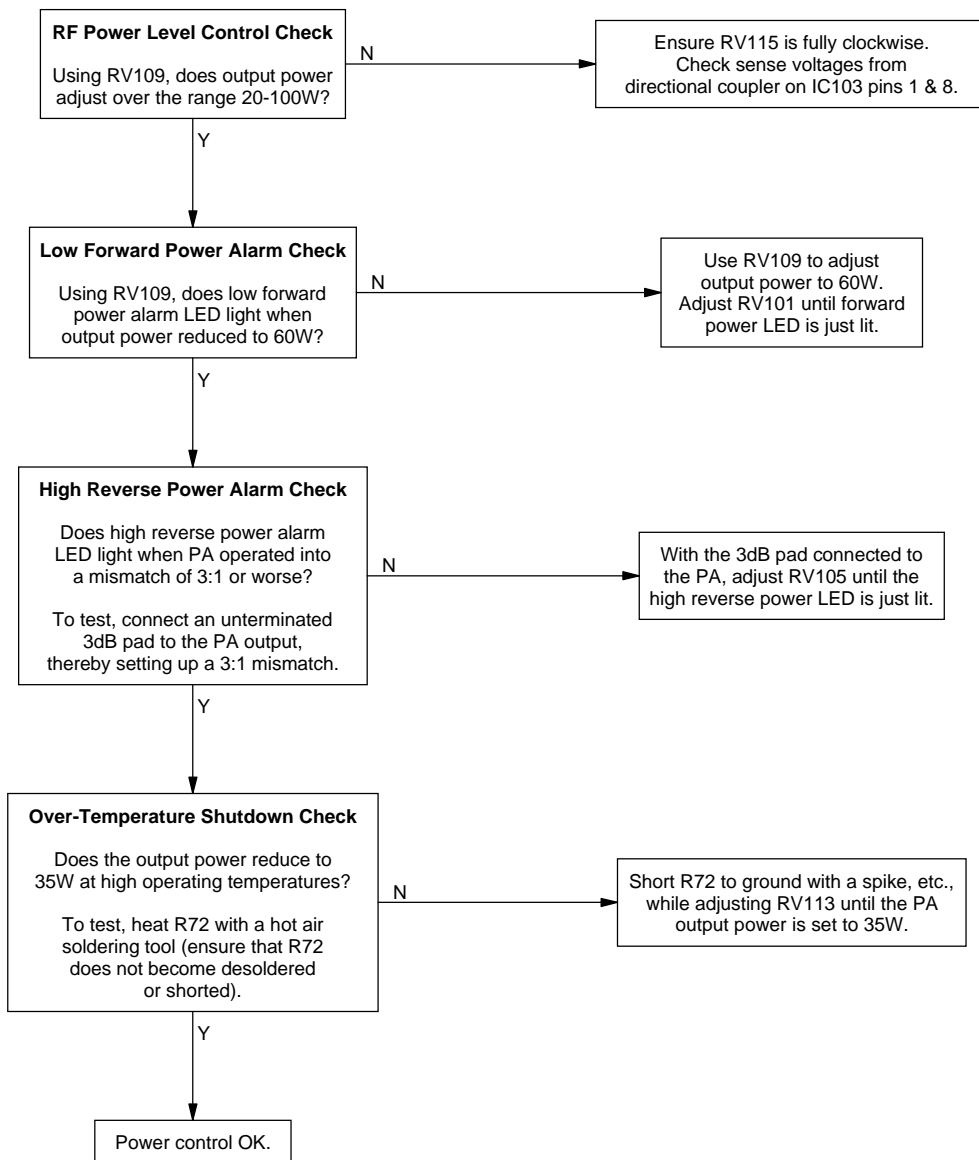 RF Power Level Control Check
Using RV109, does output power
adjust over the range 20-100W?
N
Ensure RV115 is fully clockwise.
Check sense voltages from
directional coupler on IC103 pins 1 & 8.
Y
Low Forward Power Alarm Check
Using RV109, does low forward
power alarm LED light when
output power reduced to 60W?
N
Use RV109 to adjust
output power to 60W.
Adjust RV101 until forward
power LED is just lit.
Y
High Reverse Power Alarm Check
Does high reverse power alarm
LED light when PA operated into
a mismatch of 3:1 or worse?
To test, connect an unterminated
3dB pad to the PA output,
thereby setting up a 3:1 mismatch.
N
With the 3dB pad connected to
the PA, adjust RV105 until the
high reverse power LED is just lit.
Y
Over-Temperature Shutdown Check
Does the output power reduce to
35W at high operating temperatures?
To test, heat R72 with a hot air
soldering tool (ensure that R72
does not become desoldered
or shorted).
N
Short R72 to ground with a spike, etc.,
while adjusting RV113 until the PA
output power is set to 35W.
Y
Power control OK.